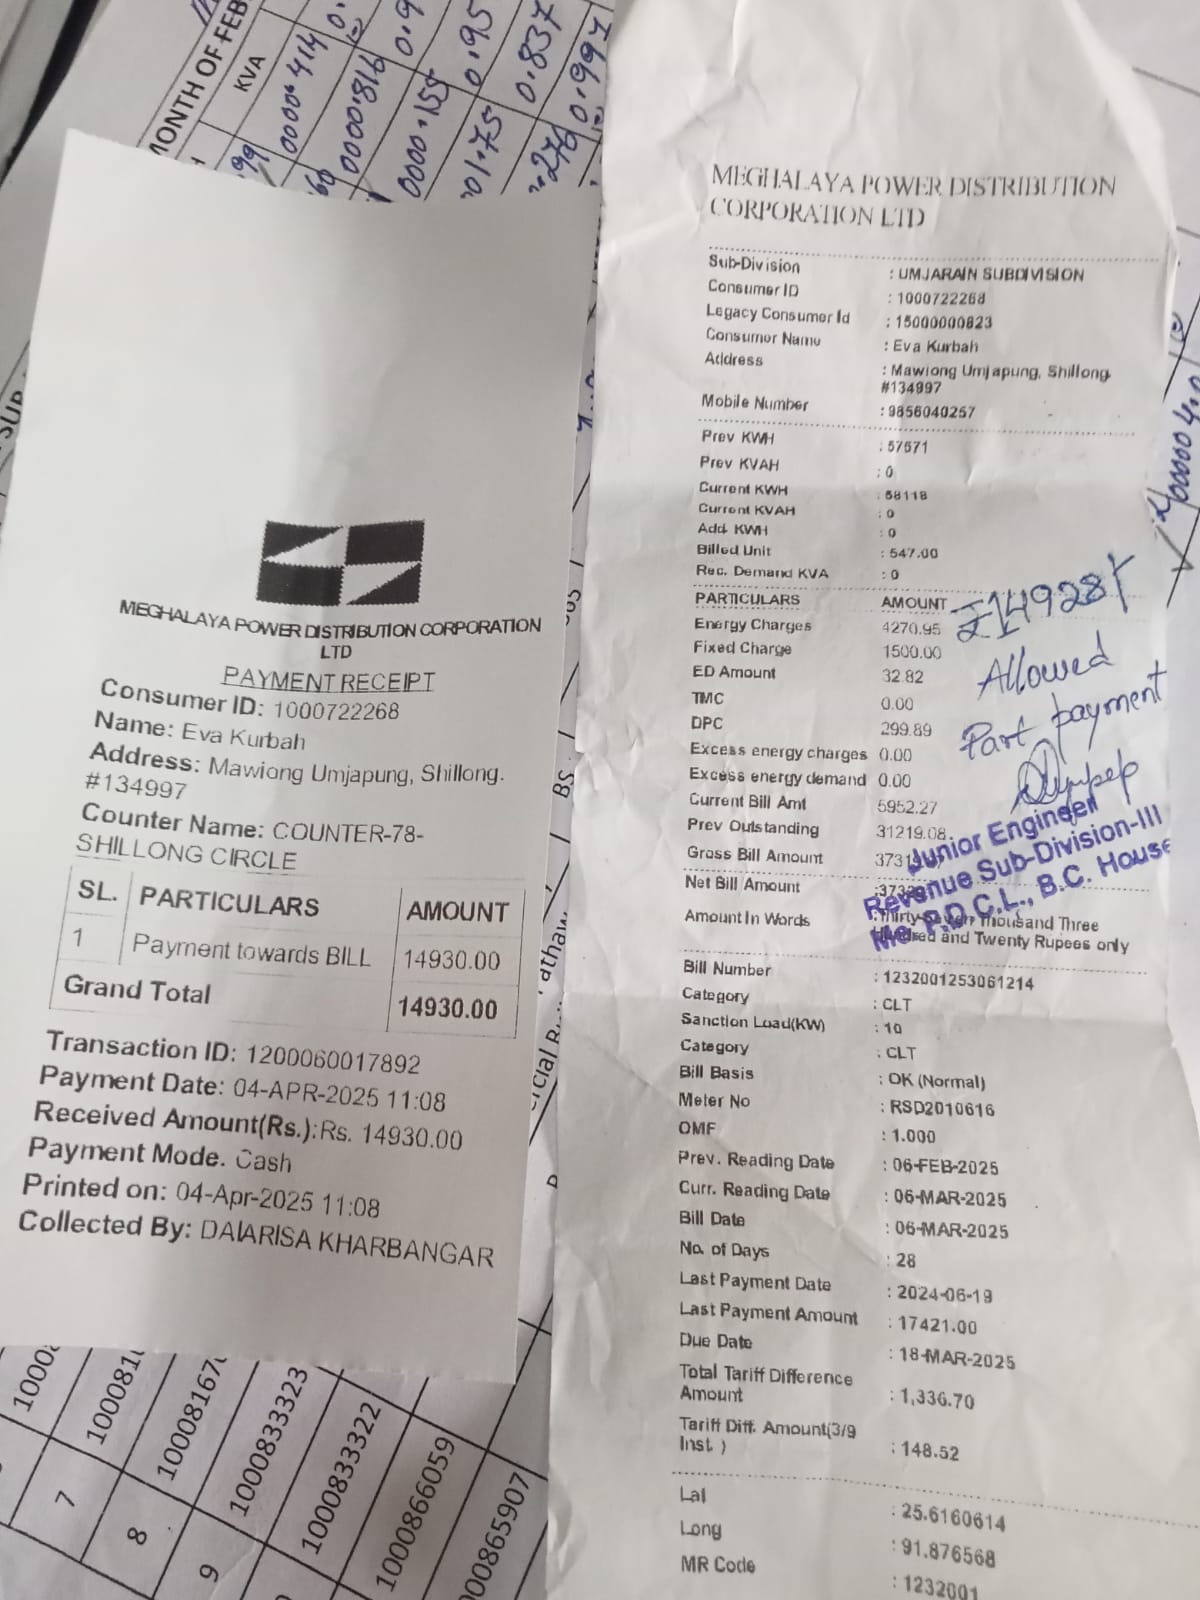 MONTH OF FEB
KVA
0000.414
0000.816
0000.155
01.75
0.95
0.837
0.997
MEGHALAYA POWER DISTRIBUTION CORPORATION
LTD
PAYMENT RECEIPT
Consumer ID: 1000722268
Name: Eva Kurbah
Address: Mawiong Umjapung, Shillong.
#134997
Counter Name: COUNTER-78-
SHILLONG CIRCLE
SL. PARTICULARS AMOUNT
1 Payment towards BILL 14930.00
Grand Total 14930.00
Transaction ID: 1200060017892
Payment Date: 04-APR-2025 11:08
Received Amount(Rs.):Rs. 14930.00
Payment Mode. Cash
Printed on: 04-Apr-2025 11:08
Collected By: DAIARISA KHARBANGAR
7
8
9
1000833323
1000833322
1000866059
MEGHALAYA POWER DISTRIBUTION
CORPORATION LTD
Sub-Division : UMJARAIN SUBDIVISION
Consumer ID : 1000722268
Legacy Consumer Id : 15000000823
Consumer Name : Eva Kurbah
Address : Mawiong Umjapung, Shillong.
#134997
Mobile Number : 9856040257
Prev KWH : 57571
Prev KVAH : 0
Current KWH : 58118
Current KVAH : 0
Add. KWH : 0
Billed Unit : 547.00
Rec. Demand KVA : 0
PARTICULARS AMOUNT
Energy Charges 4270.95
Fixed Charge 1500.00
ED Amount 32.82
TMC 0.00
DPC 299.89
Excess energy charges 0.00
Excess energy demand 0.00
Current Bill Amt 5952.27
Prev Outstanding 31219.08
Gross Bill Amount
Net Bill Amount
Amount In Words : Thirty Seven Thousand Three
Hundred and Twenty Rupees only
₹14928/-
Allowed
Part payment
Junior Engineer
Revenue Sub-Division-III
Me.P.D.C.L., B.C. House
Bill Number : 1232001253061214
Category : CLT
Sanction Load(KW) : 10
Category : CLT
Bill Basis : OK (Normal)
Meter No : RSD2010616
OMF : 1.000
Prev. Reading Date : 06-FEB-2025
Curr. Reading Date : 06-MAR-2025
Bill Date : 06-MAR-2025
No. of Days : 28
Last Payment Date : 2024-06-19
Last Payment Amount : 17421.00
Due Date : 18-MAR-2025
Total Tariff Difference
Amount : 1,336.70
Tariff Diff. Amount(3/9
Inst. ) : 148.52
Lat : 25.6160614
Long : 91.876568
MR Code : 1232001